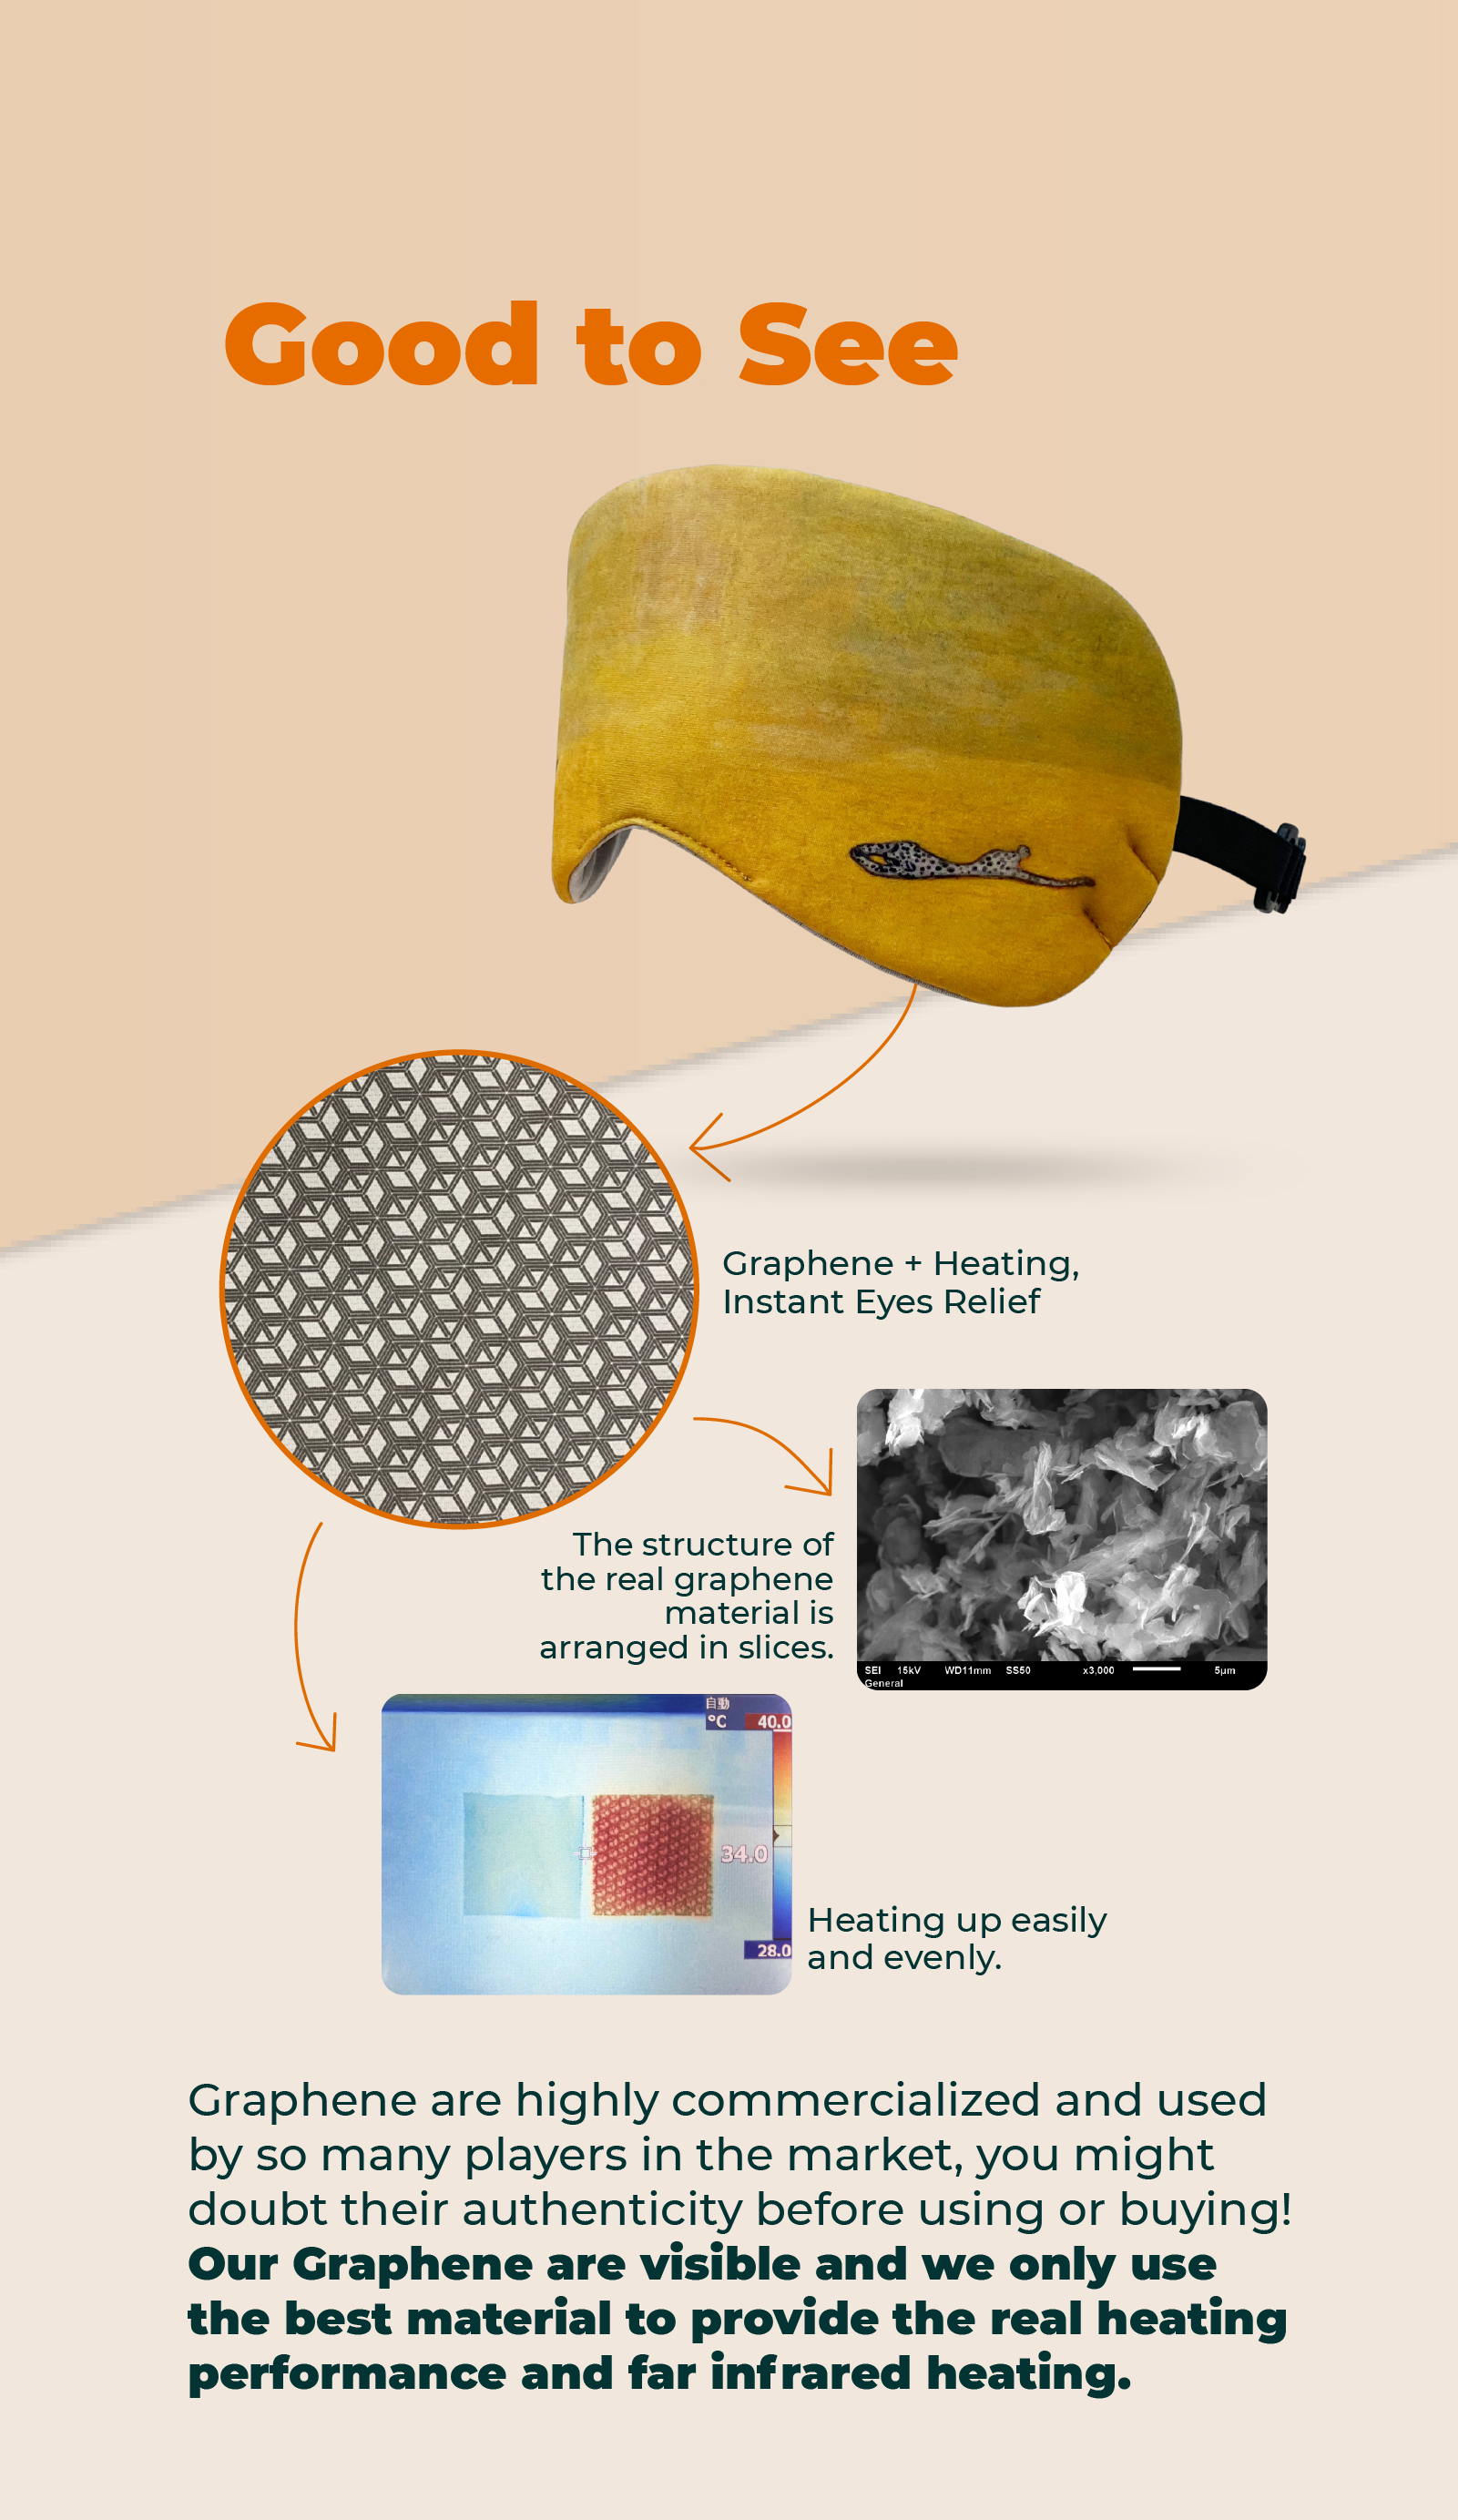 Good to See
Graphene + Heating,
Instant Eyes Relief
The structure of
the real graphene
material is
arranged in slices.
SEI 15kV WD11mm SS50 x3,000 5µm
General
自動
°C 40.0
34.0
28.0
Heating up easily
and evenly.
Graphene are highly commercialized and used
by so many players in the market, you might
doubt their authenticity before using or buying!
Our Graphene are visible and we only use
the best material to provide the real heating
performance and far infrared heating.